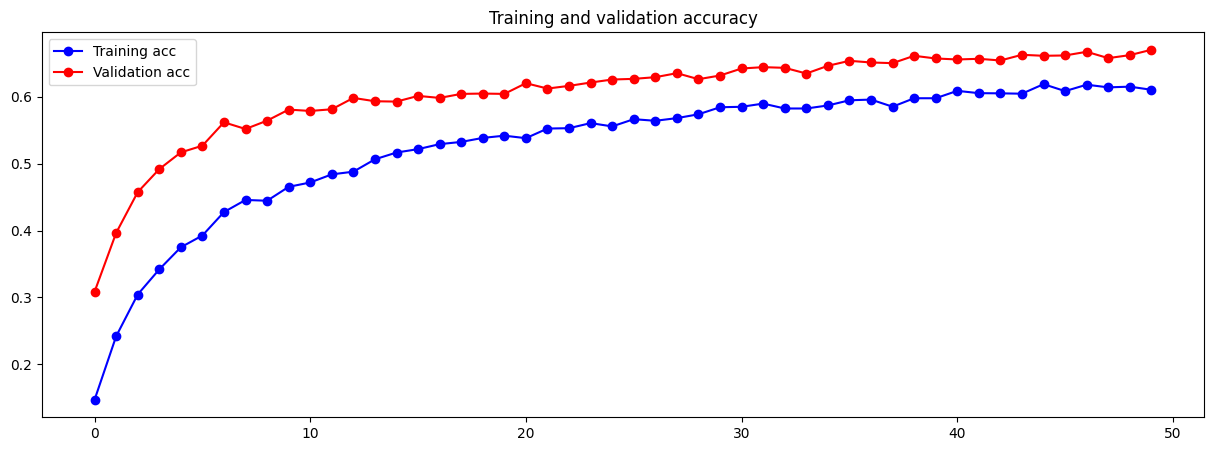 Training and validation accuracy
Training acc
Validation acc
0.6
0.5
0.4
0.3
0.2
0 10 20 30 40 50